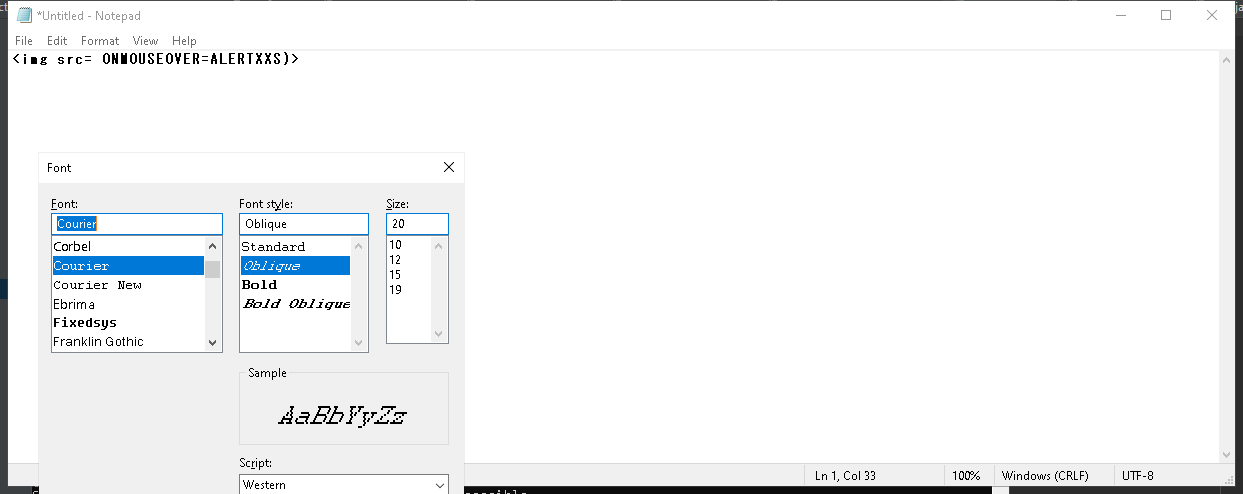 *Untitled - Notepad
File Edit Format View Help
<img src= ONMOUSEOVER=ALERTXXS)>
Font
Font: Font style: Size:
Courier Oblique 20
Corbel Standard 10
Courier Oblique 12
Courier New Bold 15
Ebrima Bold Oblique 19
Fixedsys
Franklin Gothic
Sample
AaBbYyZz
Script:
Western
Ln 1, Col 33 100% Windows (CRLF) UTF-8